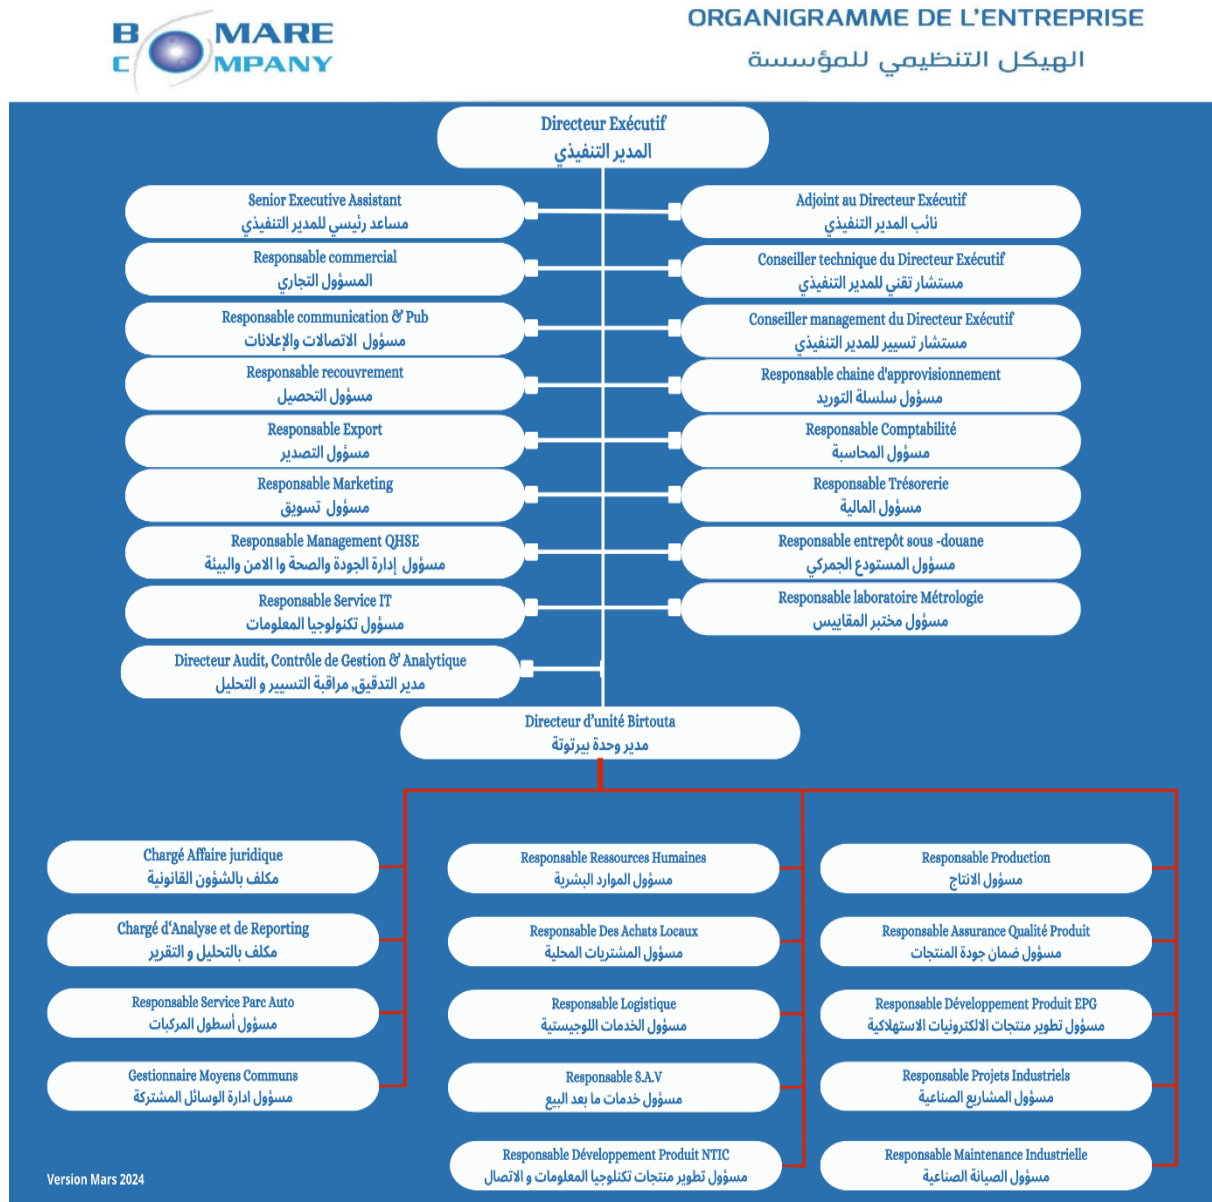 B MARE
C MPANY
ORGANIGRAMME DE L'ENTREPRISE
الهيكل التنظيمي للمؤسسة
Directeur Exécutif
المدير التنفيذي
Senior Executive Assistant
مساعد رئيسي للمدير التنفيذي
Adjoint au Directeur Exécutif
نائب المدير التنفيذي
Responsable commercial
المسؤول التجاري
Conseiller technique du Directeur Exécutif
مستشار تقني للمدير التنفيذي
Responsable communication & Pub
مسؤول الاتصالات والإعلانات
Conseiller management du Directeur Exécutif
مستشار تسيير للمدير التنفيذي
Responsable recouvrement
مسؤول التحصيل
Responsable chaine d'approvisionnement
مسؤول سلسلة التوريد
Responsable Export
مسؤول التصدير
Responsable Comptabilité
مسؤول المحاسبة
Responsable Marketing
مسؤول تسويق
Responsable Trésorerie
مسؤول المالية
Responsable Management QHSE
مسؤول إدارة الجودة والصحة وا الامن والبيئة
Responsable entrepôt sous -douane
مسؤول المستودع الجمركي
Responsable Service IT
مسؤول تكنولوجيا المعلومات
Responsable laboratoire Métrologie
مسؤول مختبر المقاييس
Directeur Audit, Contrôle de Gestion & Analytique
مدير التدقيق, مراقبة التسيير و التحليل
Directeur d’unité Birtouta
مدير وحدة بيرتوتة
Chargé Affaire juridique
مكلف بالشؤون القانونية
Chargé d‘Analyse et de Reporting
مكلف بالتحليل و التقرير
Responsable Service Parc Auto
مسؤول أسطول المركبات
Gestionnaire Moyens Communs
مسؤول ادارة الوسائل المشتركة
Responsable Ressources Humaines
مسؤول الموارد البشرية
Responsable Des Achats Locaux
مسؤول المشتريات المحلية
Responsable Logistique
مسؤول الخدمات اللوجيستية
Responsable S.A.V
مسؤول خدمات ما بعد البيع
Responsable Développement Produit NTIC
مسؤول تطوير منتجات تكنلوجيا المعلومات و الاتصال
Responsable Production
مسؤول الانتاج
Responsable Assurance Qualité Produit
مسؤول ضمان جودة المنتجات
Responsable Développement Produit EPG
مسؤول تطوير منتجات الالكترونيات الاستهلاكية
Responsable Projets Industriels
مسؤول المشاريع الصناعية
Responsable Maintenance Industrielle
مسؤول الصيانة الصناعية
Version Mars 2024